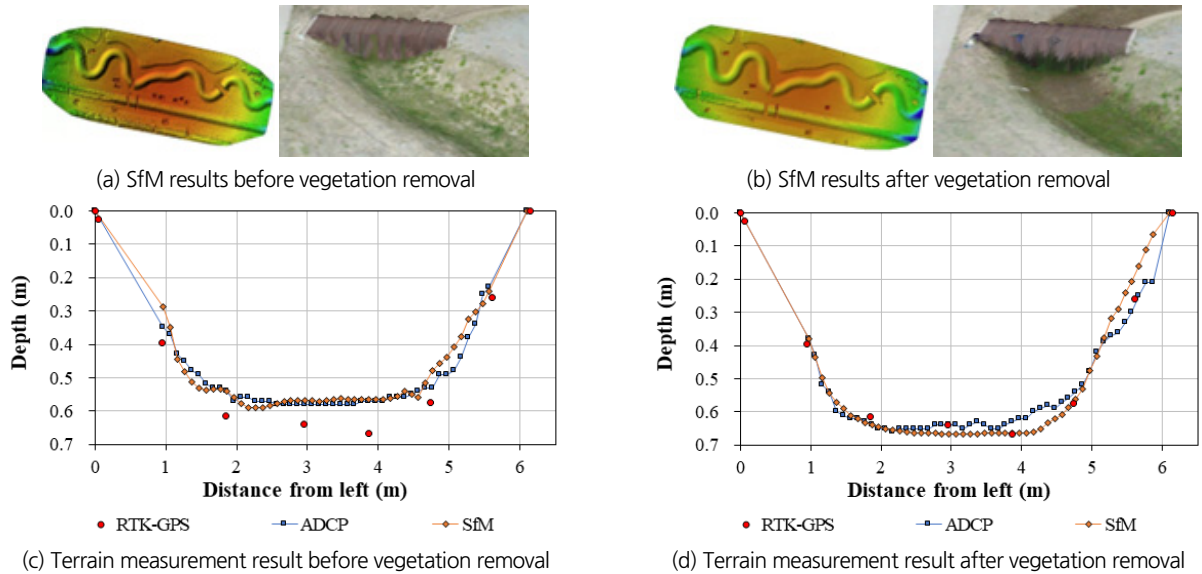 (a) SfM results before vegetation removal
(b) SfM results after vegetation removal
0.0
0.1
0.2
0.3
0.4
0.5
0.6
0.7
Depth (m)
0 1 2 3 4 5 6
Distance from left (m)
RTK-GPS ADCP SfM
(c) Terrain measurement result before vegetation removal
0.0
0.1
0.2
0.3
0.4
0.5
0.6
0.7
Depth (m)
0 1 2 3 4 5 6
Distance from left (m)
RTK-GPS ADCP SfM
(d) Terrain measurement result after vegetation removal